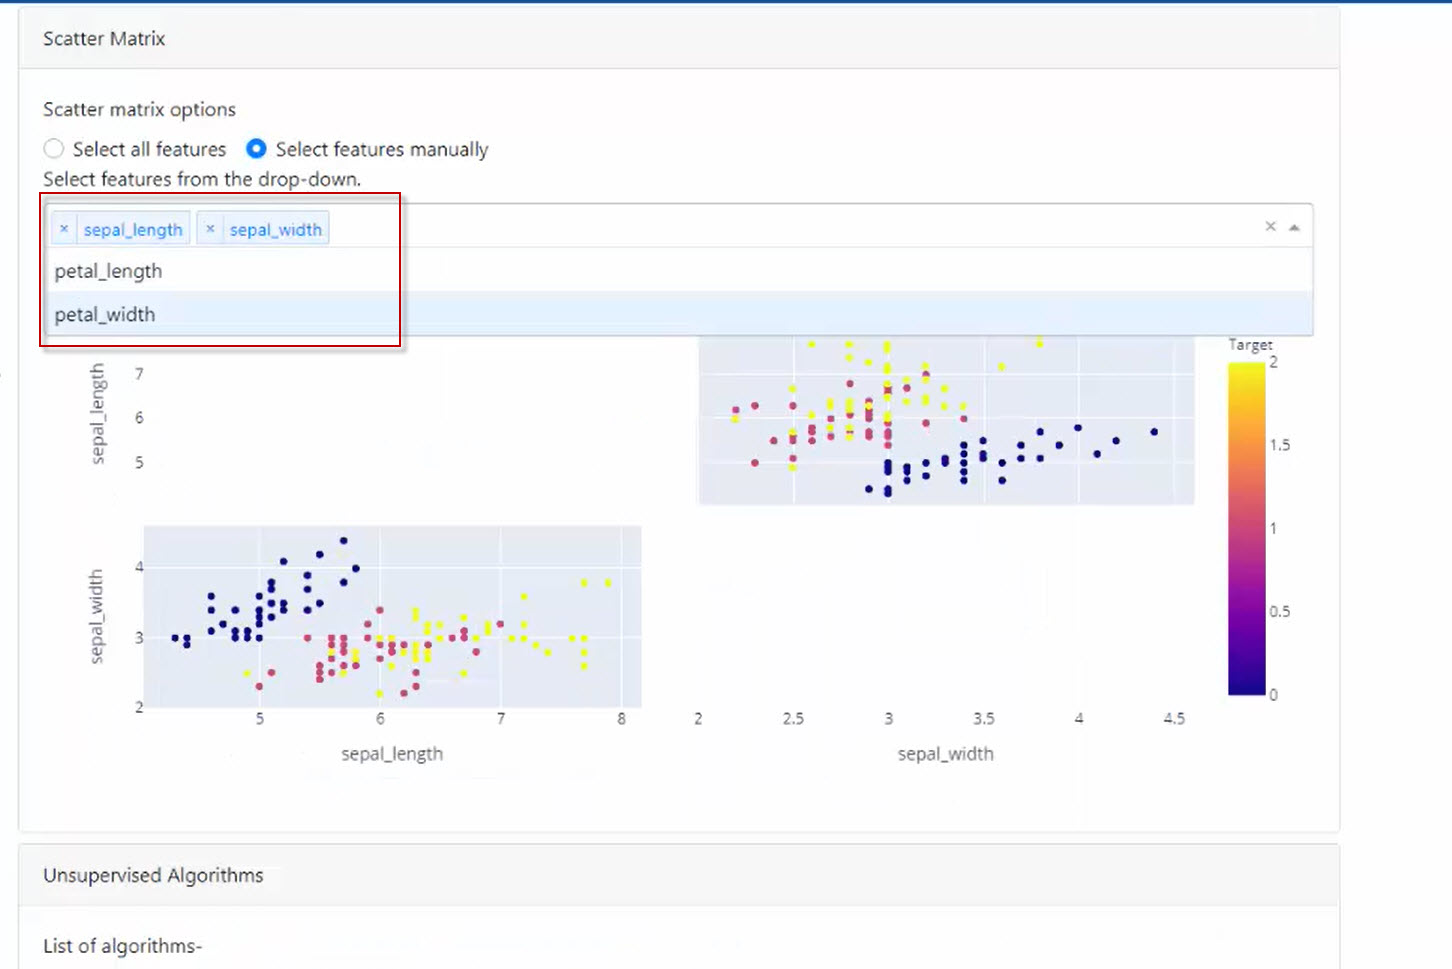 Scatter Matrix
Scatter matrix options
Select all features Select features manually
Select features from the drop-down.
× sepal_length × sepal_width ×
petal_length
petal_width
Target
sepal_length
7
6
5
2
1.5
1
0.5
0
sepal_width
4
3
2
5 6 7 8 2 2.5 3 3.5 4 4.5
sepal_length sepal_width
Unsupervised Algorithms
List of algorithms-